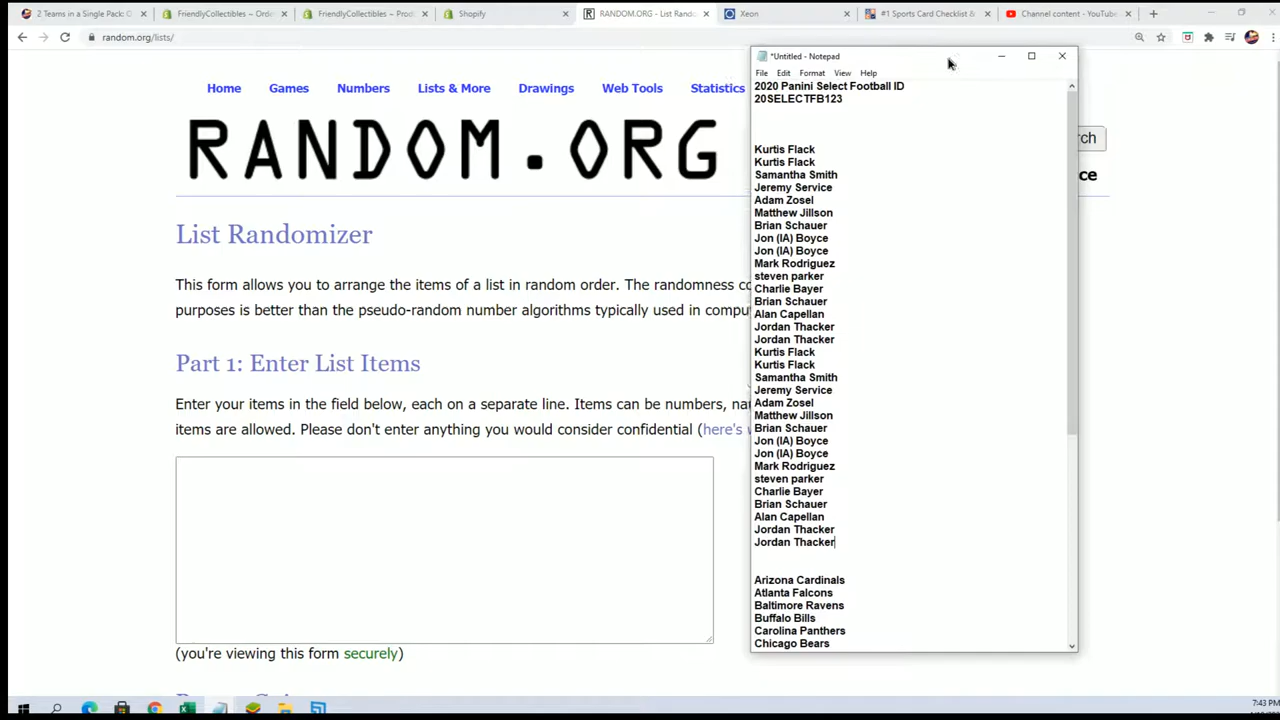 2 Teams in a Single Pack: O
FriendlyCollectibles ~ Orde
FriendlyCollectibles ~ Prod
Shopify
RANDOM.ORG - List Rando
Xeon
#1 Sports Card Checklist &
Channel content - YouTube
random.org/lists/
Home
Games
Numbers
Lists & More
Drawings
Web Tools
Statistics
RANDOM.ORG
List Randomizer
This form allows you to arrange the items of a list in random order. The randomness co
purposes is better than the pseudo-random number algorithms typically used in compu
Part 1: Enter List Items
Enter your items in the field below, each on a separate line. Items can be numbers, na
items are allowed. Please don't enter anything you would consider confidential (here's
(you're viewing this form securely)
*Untitled - Notepad
File Edit Format View Help
2020 Panini Select Football ID
20SELECTFB123
Kurtis Flack
Kurtis Flack
Samantha Smith
Jeremy Service
Adam Zosel
Matthew Jillson
Brian Schauer
Jon (IA) Boyce
Jon (IA) Boyce
Mark Rodriguez
steven parker
Charlie Bayer
Brian Schauer
Alan Capellan
Jordan Thacker
Jordan Thacker
Kurtis Flack
Kurtis Flack
Samantha Smith
Jeremy Service
Adam Zosel
Matthew Jillson
Brian Schauer
Jon (IA) Boyce
Jon (IA) Boyce
Mark Rodriguez
steven parker
Charlie Bayer
Brian Schauer
Alan Capellan
Jordan Thacker
Jordan Thacker
Arizona Cardinals
Atlanta Falcons
Baltimore Ravens
Buffalo Bills
Carolina Panthers
Chicago Bears
rch
ce
7:43 PM